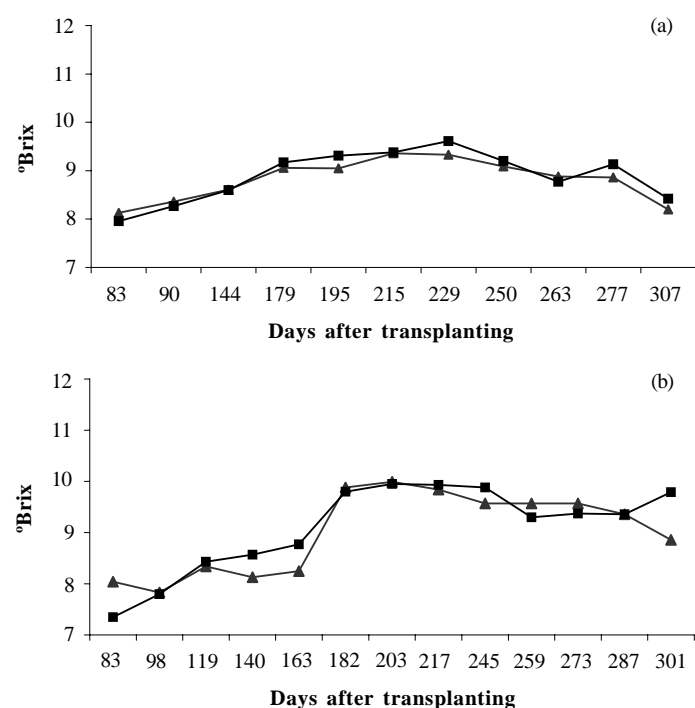 (a)
12
11
10
9
8
7
ºBrix
83 90 144 179 195 215 229 250 263 277 307
Days after transplanting
(b)
12
11
10
9
8
7
ºBrix
83 98 119 140 163 182 203 217 245 259 273 287 301
Days after transplanting